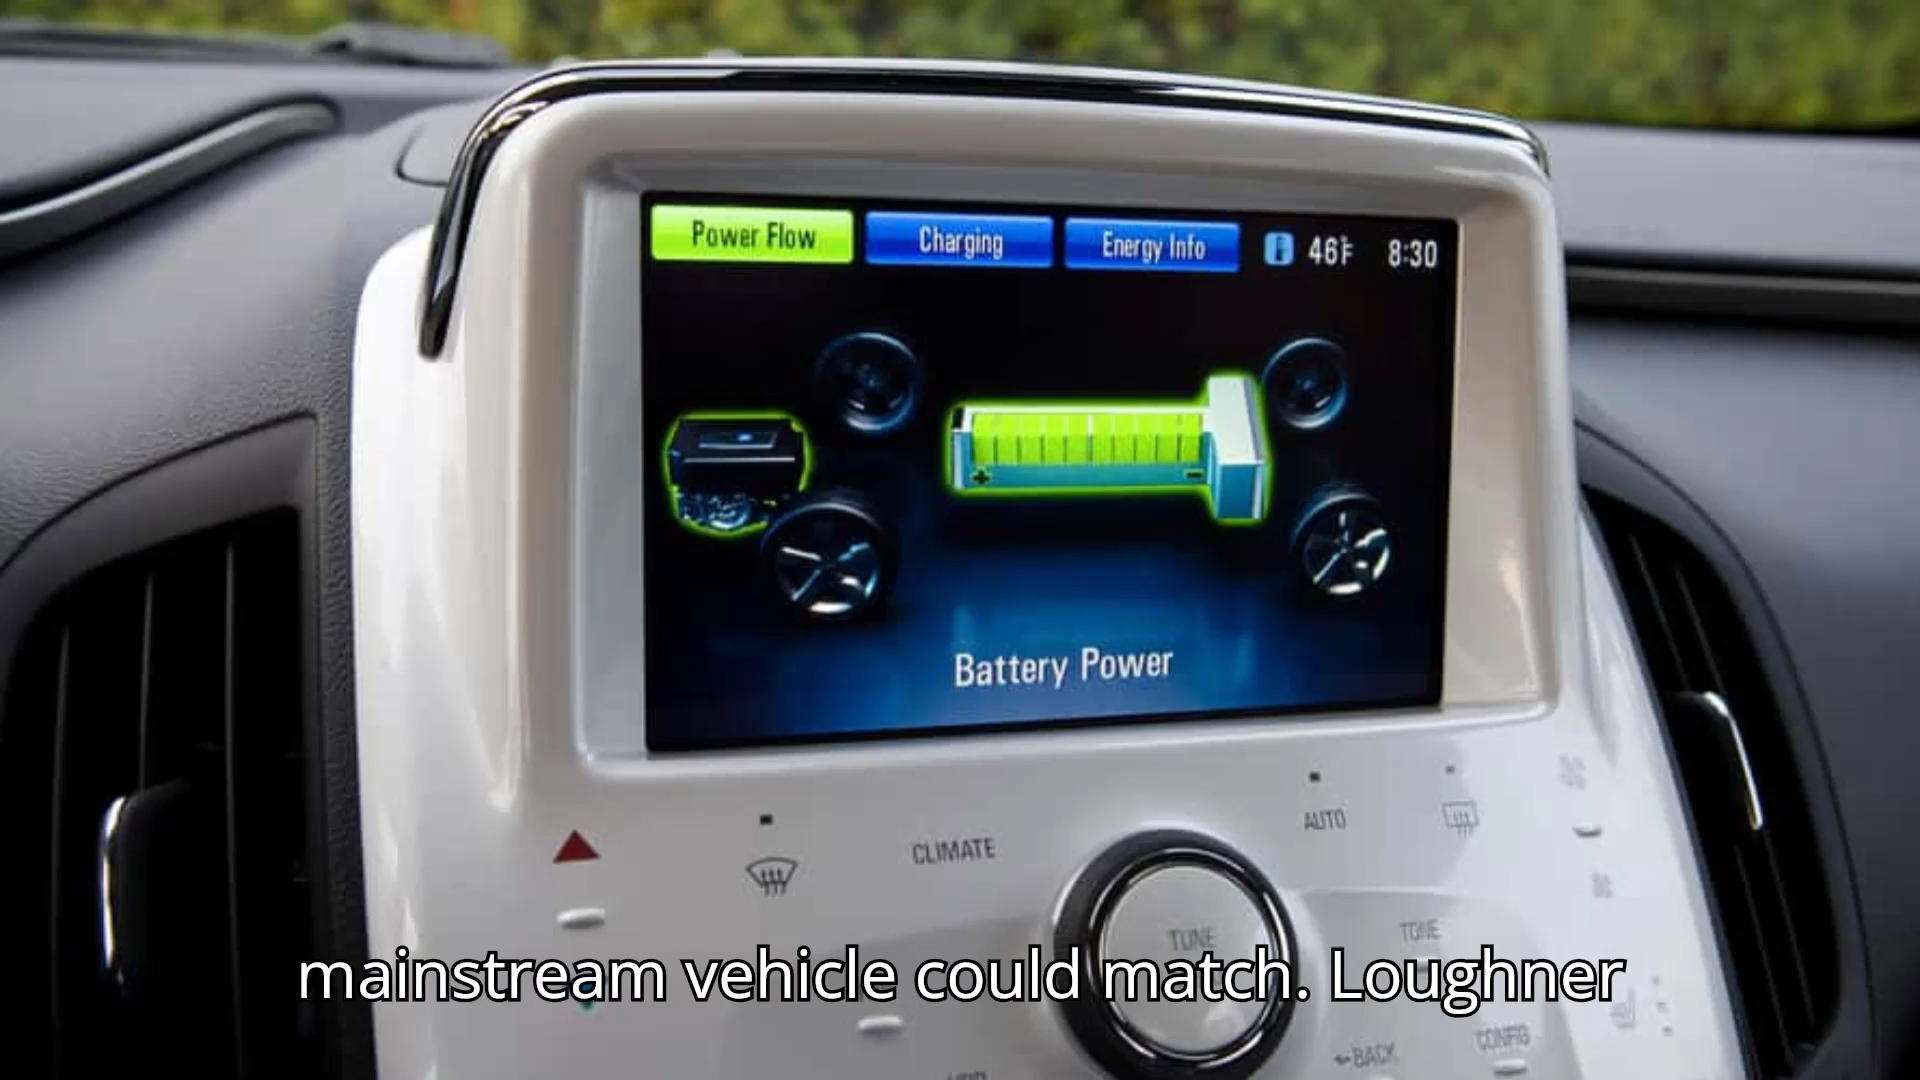 Power Flow
Charging
Energy Info
46°F
8:30
Battery Power
AUTO
CLIMATE
TUNE
TONE
mainstream vehicle could match. Loughner
CONFIG
BACK